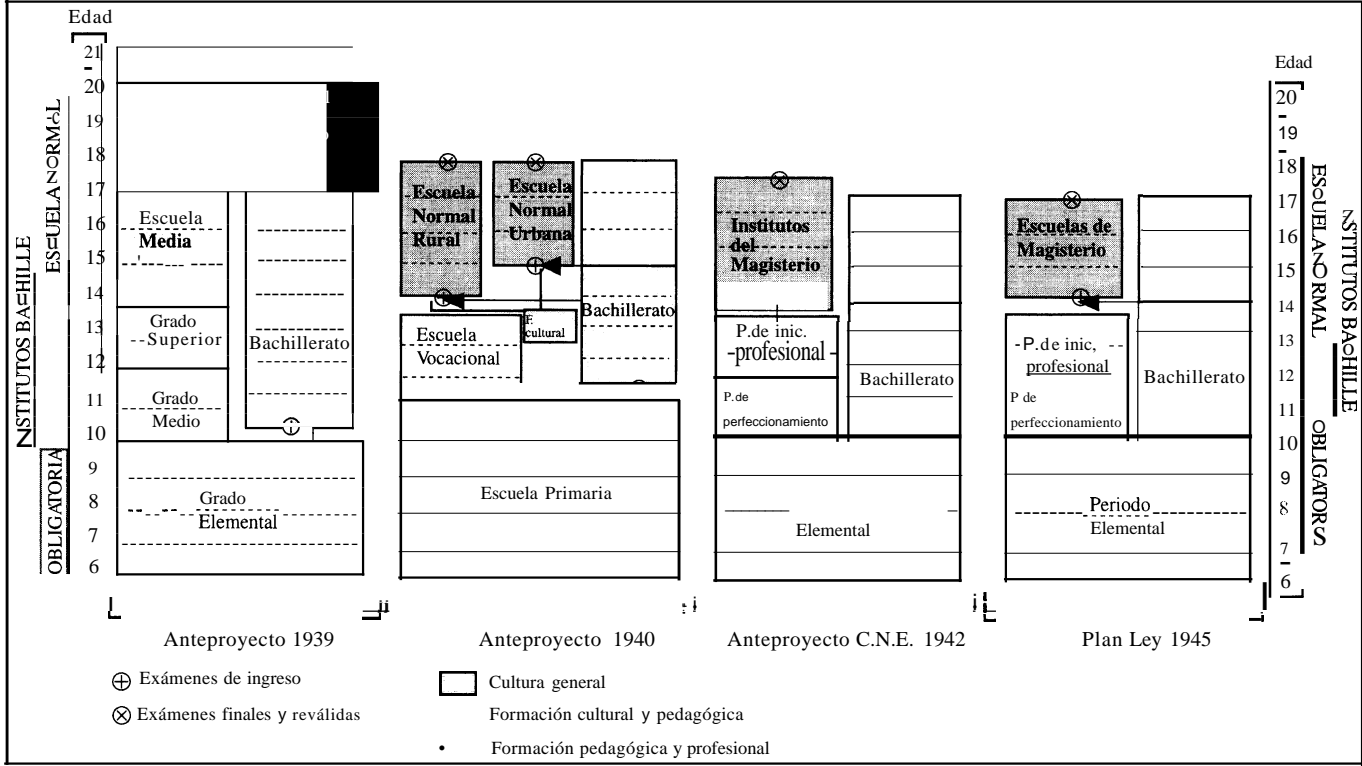 Edad
21
20
19
18
17
16
15
14
13
12
11
10
9
8
7
6
OBLIGATORIA
Escuela
Media
Grado
Superior
Bachillerato
Grado
Medio
Grado
Elemental
Anteproyecto 1939
Escuela
Normal
Rural
Escuela
Normal
Urbana
Bachillerato
cultural
Escuela
Vocacional
Escuela Primaria
Anteproyecto 1940
Institutos
del
Magisterio
P.de inic.
-profesional -
P.de
perfeccionamiento
Bachillerato
Elemental
Anteproyecto C.N.E. 1942
Escuelas de
Magisterio
-P.de inic,
profesional
P de
perfeccionamiento
Bachillerato
Periodo
Elemental
Plan Ley 1945
Edad
20
19
18
17
16
15
14
13
12
11
10
9
8
7
6
Exámenes de ingreso
Exámenes finales y reválidas
Cultura general
Formación cultural y pedagógica
• Formación pedagógica y profesional